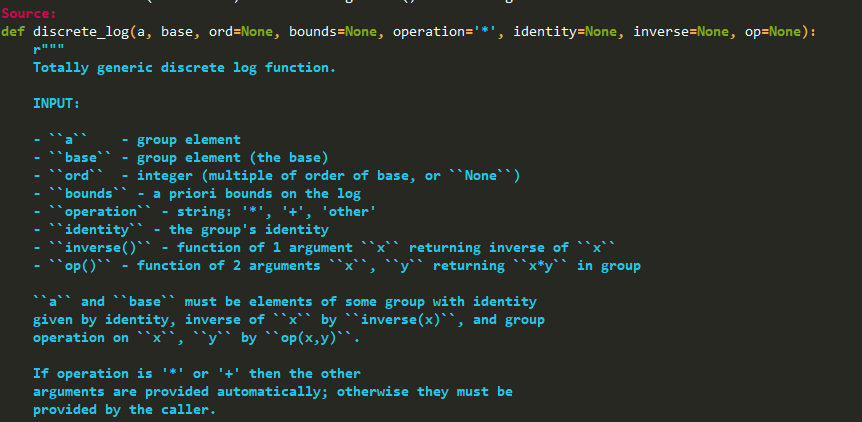 Source:
def discrete_log(a, base, ord=None, bounds=None, operation='*', identity=None, inverse=None, op=None):
    r"""
    Totally generic discrete log function.

    INPUT:

    - ``a``    - group element
    - ``base`` - group element (the base)
    - ``ord``  - integer (multiple of order of base, or ``None``)
    - ``bounds`` - a priori bounds on the log
    - ``operation`` - string: '*', '+', 'other'
    - ``identity`` - the group's identity
    - ``inverse()`` - function of 1 argument ``x`` returning inverse of ``x``
    - ``op()`` - function of 2 arguments ``x``, ``y`` returning ``x*y`` in group

    ``a`` and ``base`` must be elements of some group with identity
    given by identity, inverse of ``x`` by ``inverse(x)``, and group
    operation on ``x``, ``y`` by ``op(x,y)``.

    If operation is '*' or '+' then the other
    arguments are provided automatically; otherwise they must be
    provided by the caller.